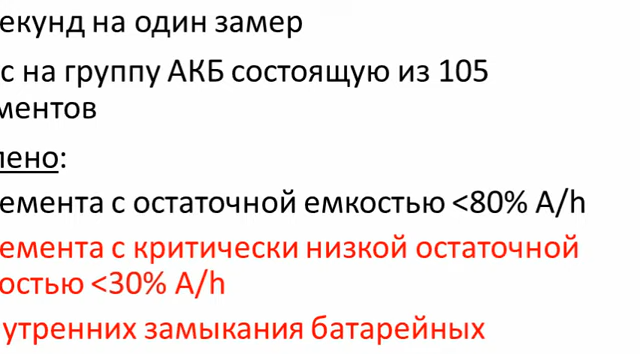 екунд на один замер
с на группу АКБ состоящую из 105
ментов
лено:
емента с остаточной емкостью <80% A/h
емента с критически низкой остаточной
остью <30% A/h
утренних замыкания батарейных